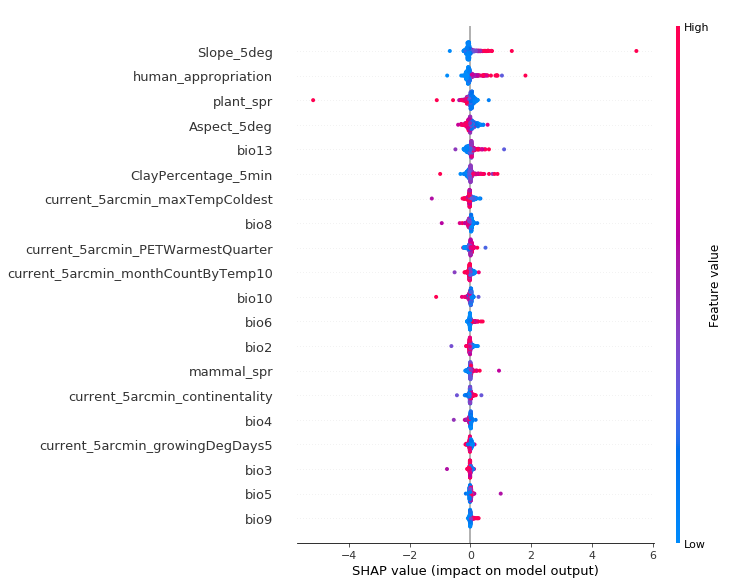 High
Slope_5deg
human_appropriation
plant_spr
Aspect_5deg
bio13
ClayPercentage_5min
current_5arcmin_maxTempColdest
bio8
current_5arcmin_PETWarmestQuarter
current_5arcmin_monthCountByTemp10
bio10
bio6
bio2
mammal_spr
current_5arcmin_continentality
bio4
current_5arcmin_growingDegDays5
bio3
bio5
bio9
Feature value
Low
−4 −2 0 2 4 6
SHAP value (impact on model output)